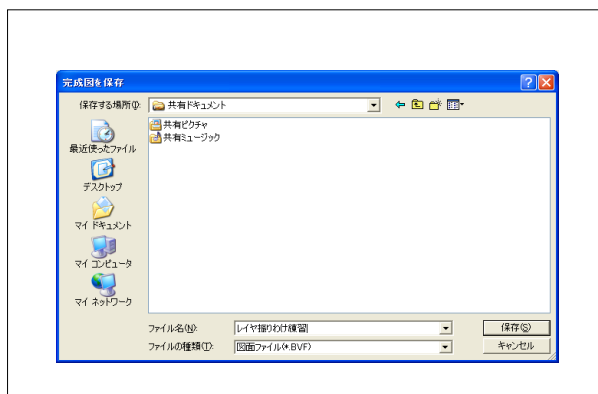 完成図を保存
保存する場所(I):
共有ドキュメント
共有ピクチャ
共有ミュージック
最近使ったファイル
デスクトップ
マイ ドキュメント
マイ コンピュータ
マイ ネットワーク
ファイル名(N):
レイヤ振りわけ練習
保存(S)
ファイルの種類(T):
図面ファイル(*.BVF)
キャンセル